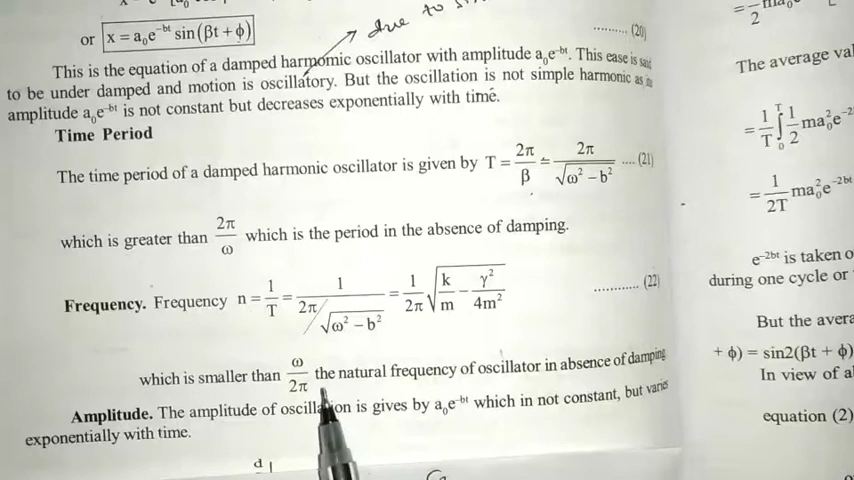 or x = a₀e⁻ᵇᵗ sin(βt + ϕ) .......... (20)
due to
This is the equation of a damped harmomic oscillator with amplitude a₀e⁻ᵇᵗ. This ease is said
to be under damped and motion is oscillatory. But the oscillation is not simple harmonic as its
amplitude a₀e⁻ᵇᵗ is not constant but decreases exponentially with time.
Time Period
The time period of a damped harmonic oscillator is given by T = 2π/β = 2π/√(ω² − b²) .... (21)
which is greater than 2π/ω which is the period in the absence of damping.
Frequency. Frequency n = 1/T = 1/(2π/√(ω² − b²)) = 1/2π √(k/m − γ²/4m²) ............ (22)
which is smaller than ω/2π the natural frequency of oscillator in absence of damping
Amplitude. The amplitude of oscillation is gives by a₀e⁻ᵇᵗ which in not constant, but varies
exponentially with time.
d
The average val
= 1/T ∫₀ᵀ 1/2 ma₀²e⁻²
= 1/2T ma₀²e⁻²ᵇᵗ
e⁻²ᵇᵗ is taken o
during one cycle or
But the avera
+ ϕ) = sin2(βt + ϕ)
In view of a
equation (2)